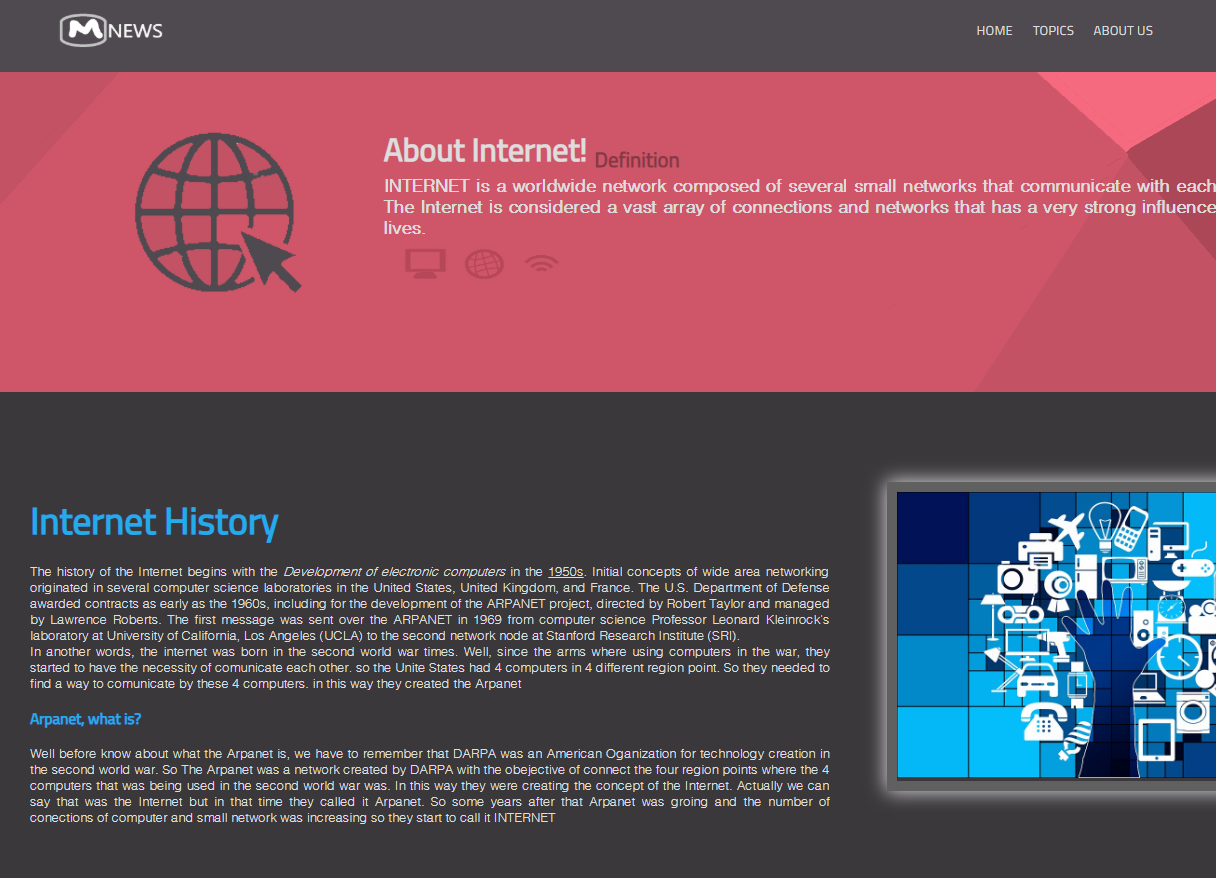 M NEWS
HOME TOPICS ABOUT US
About Internet! Definition
INTERNET is a worldwide network composed of several small networks that communicate with each
The Internet is considered a vast array of connections and networks that has a very strong influence
lives.
Internet History
The history of the Internet begins with the Development of electronic computers in the 1950s. Initial concepts of wide area networking
originated in several computer science laboratories in the United States, United Kingdom, and France. The U.S. Department of Defense
awarded contracts as early as the 1960s, including for the development of the ARPANET project, directed by Robert Taylor and managed
by Lawrence Roberts. The first message was sent over the ARPANET in 1969 from computer science Professor Leonard Kleinrock's
laboratory at University of California, Los Angeles (UCLA) to the second network node at Stanford Research Institute (SRI).
In another words, the internet was born in the second world war times. Well, since the arms where using computers in the war, they
started to have the necessity of comunicate each other. so the Unite States had 4 computers in 4 different region point. So they needed to
find a way to comunicate by these 4 computers. in this way they created the Arpanet
Arpanet, what is?
Well before know about what the Arpanet is, we have to remember that DARPA was an American Oganization for technology creation in
the second world war. So The Arpanet was a network created by DARPA with the obejective of connect the four region points where the 4
computers that was being used in the second world war was. In this way they were creating the concept of the Internet. Actually we can
say that was the Internet but in that time they called it Arpanet. So some years after that Arpanet was groing and the number of
conections of computer and small network was increasing so they start to call it INTERNET